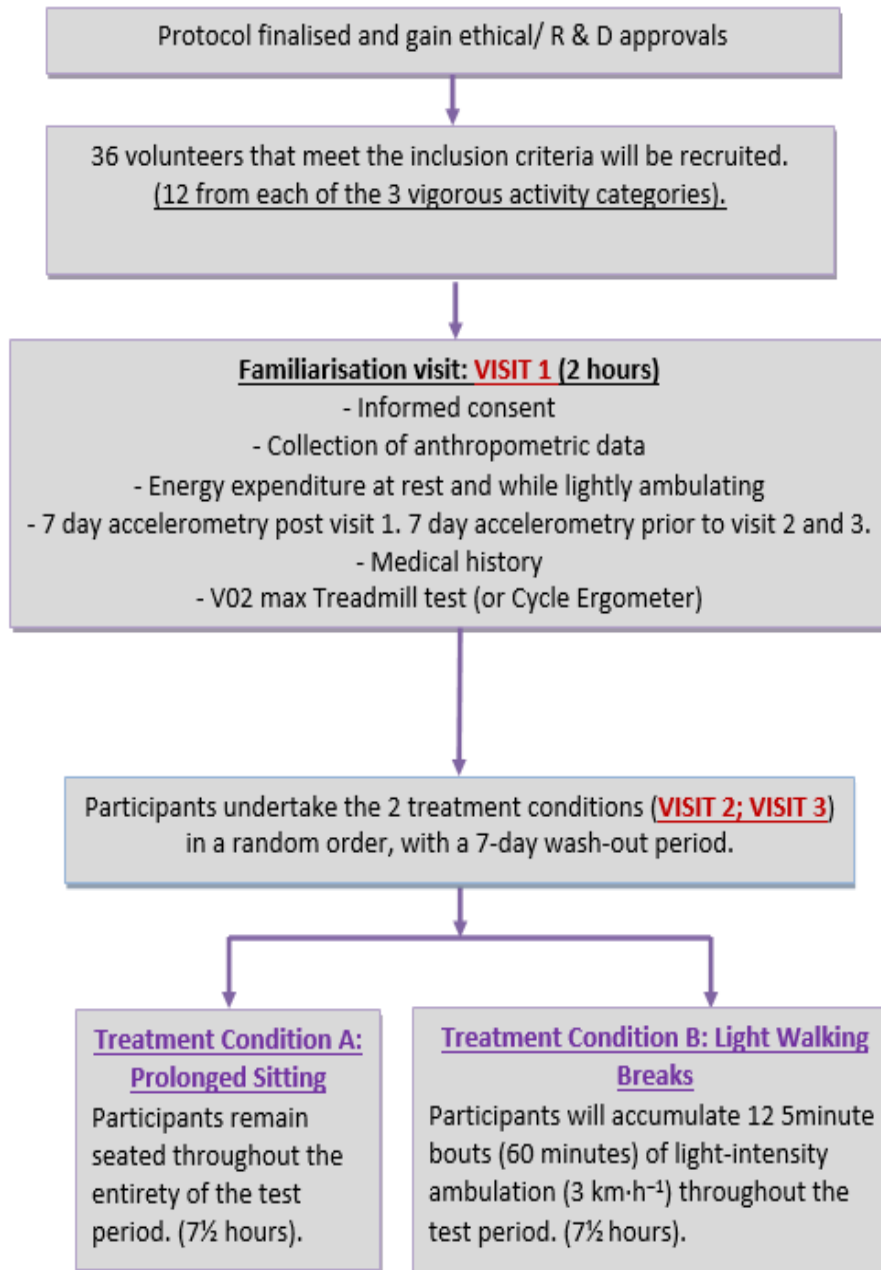 Protocol finalised and gain ethical/ R & D approvals
36 volunteers that meet the inclusion criteria will be recruited.
(12 from each of the 3 vigorous activity categories).
Familiarisation visit: VISIT 1 (2 hours)
- Informed consent
- Collection of anthropometric data
- Energy expenditure at rest and while lightly ambulating
- 7 day accelerometry post visit 1. 7 day accelerometry prior to visit 2 and 3.
- Medical history
- V02 max Treadmill test (or Cycle Ergometer)
Participants undertake the 2 treatment conditions (VISIT 2; VISIT 3)
in a random order, with a 7-day wash-out period.
Treatment Condition A:
Prolonged Sitting
Participants remain
seated throughout the
entirety of the test
period. (7½ hours).
Treatment Condition B: Light Walking
Breaks
Participants will accumulate 12 5minute
bouts (60 minutes) of light-intensity
ambulation (3 km·h⁻¹) throughout the
test period. (7½ hours).